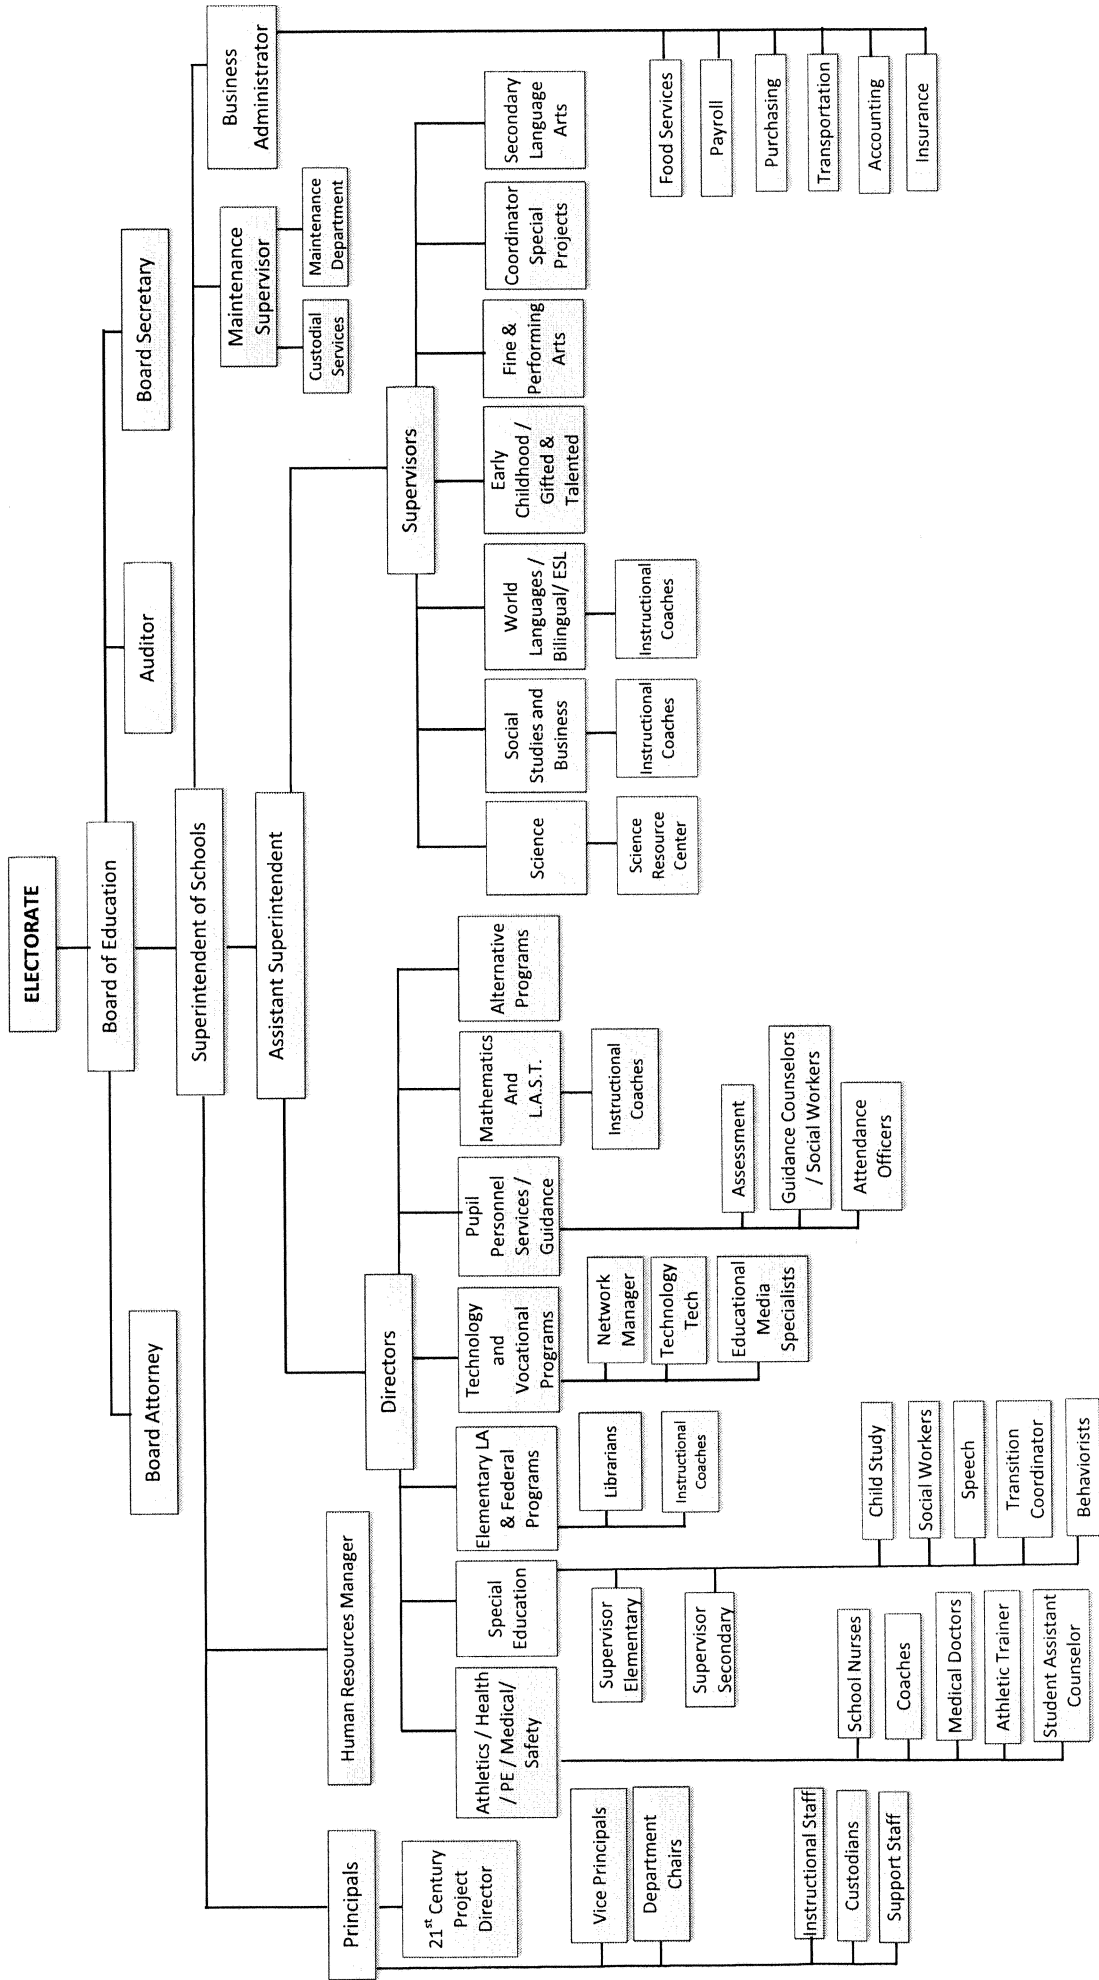 ELECTORATE
Board of Education
Board Attorney
Auditor
Board Secretary
Superintendent of Schools
Assistant Superintendent
Principals
21st Century
Project
Director
Vice Principals
Department
Chairs
Instructional Staff
Custodians
Support Staff
Human Resources Manager
Maintenance
Supervisor
Custodial
Services
Maintenance
Department
Business
Administrator
Food Services
Payroll
Purchasing
Transportation
Accounting
Insurance
Directors
Athletics / Health
/ PE / Medical/
Safety
School Nurses
Coaches
Medical Doctors
Athletic Trainer
Student Assistant
Counselor
Special
Education
Supervisor
Elementary
Supervisor
Secondary
Child Study
Social Workers
Speech
Transition
Coordinator
Behaviorists
Elementary LA
& Federal
Programs
Librarians
Instructional
Coaches
Technology
and
Vocational
Programs
Network
Manager
Technology
Tech
Educational
Media
Specialists
Pupil
Personnel
Services /
Guidance
Assessment
Guidance Counselors
/ Social Workers
Attendance
Officers
Mathematics
And
L.A.S.T.
Instructional
Coaches
Alternative
Programs
Supervisors
Science
Science
Resource
Center
Social
Studies and
Business
Instructional
Coaches
World
Languages /
Bilingual/ ESL
Instructional
Coaches
Early
Childhood /
Gifted &
Talented
Fine &
Performing
Arts
Coordinator
Special
Projects
Secondary
Language
Arts